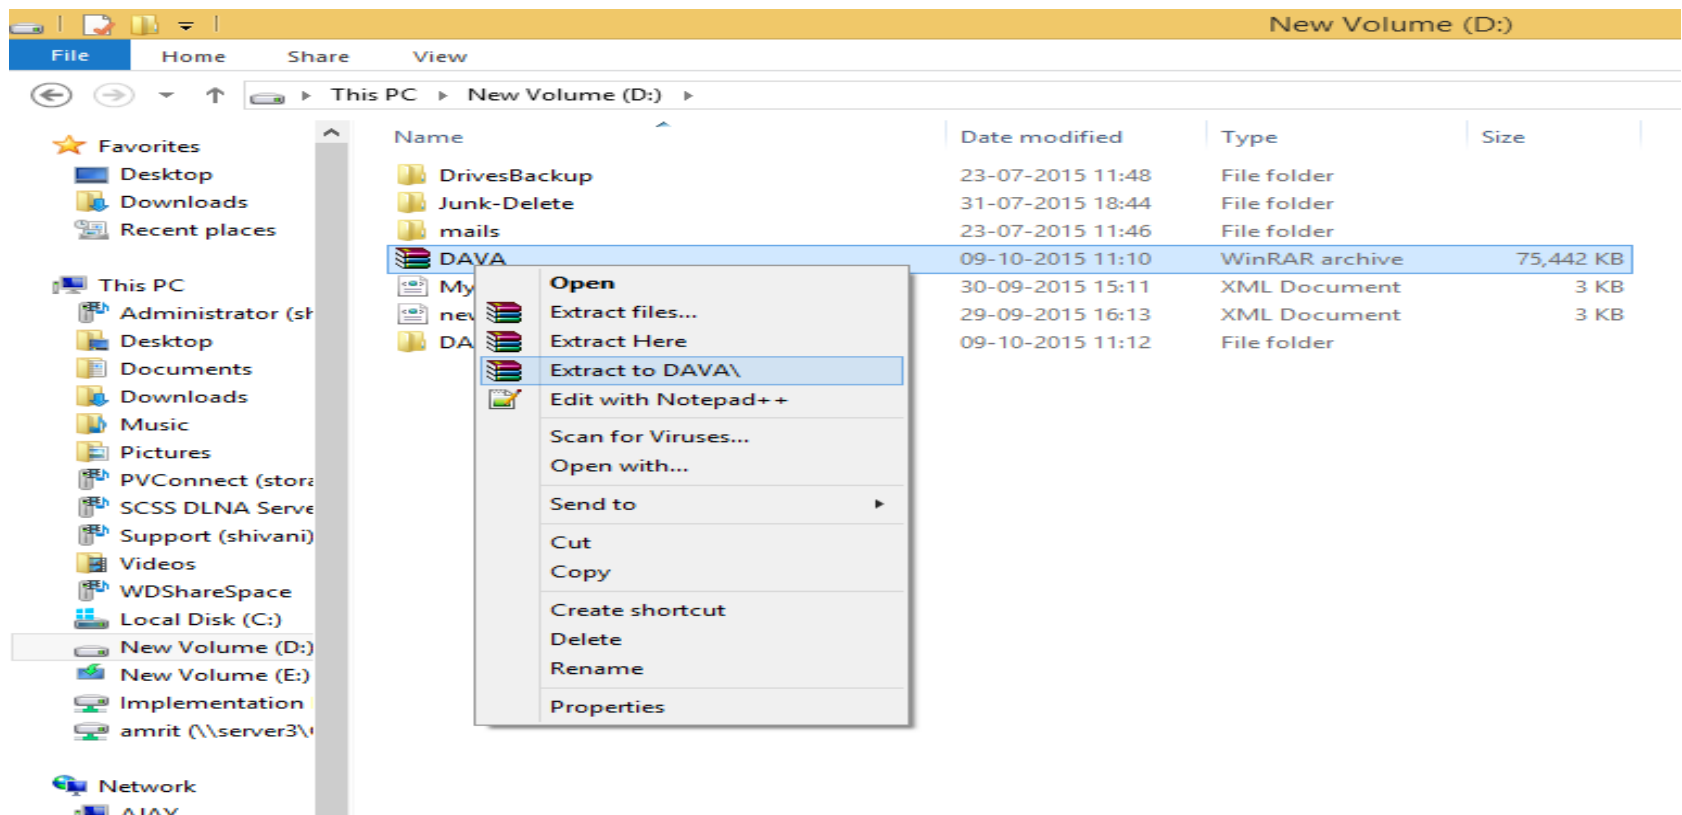 New Volume (D:)
File Home Share View
This PC New Volume (D:)
Name Date modified Type Size
Favorites
Desktop
Downloads
Recent places
This PC
Administrator (sh
Desktop
Documents
Downloads
Music
Pictures
PVConnect (stora
SCSS DLNA Serve
Support (shivani)
Videos
WDShareSpace
Local Disk (C:)
New Volume (D:)
New Volume (E:)
Implementation
amrit (\\server3\
Network
AJAY
DrivesBackup 23-07-2015 11:48 File folder
Junk-Delete 31-07-2015 18:44 File folder
mails 23-07-2015 11:46 File folder
DAVA 09-10-2015 11:10 WinRAR archive 75,442 KB
My 30-09-2015 15:11 XML Document 3 KB
new 29-09-2015 16:13 XML Document 3 KB
DA 09-10-2015 11:12 File folder
Open
Extract files...
Extract Here
Extract to DAVA\
Edit with Notepad++
Scan for Viruses...
Open with...
Send to
Cut
Copy
Create shortcut
Delete
Rename
Properties